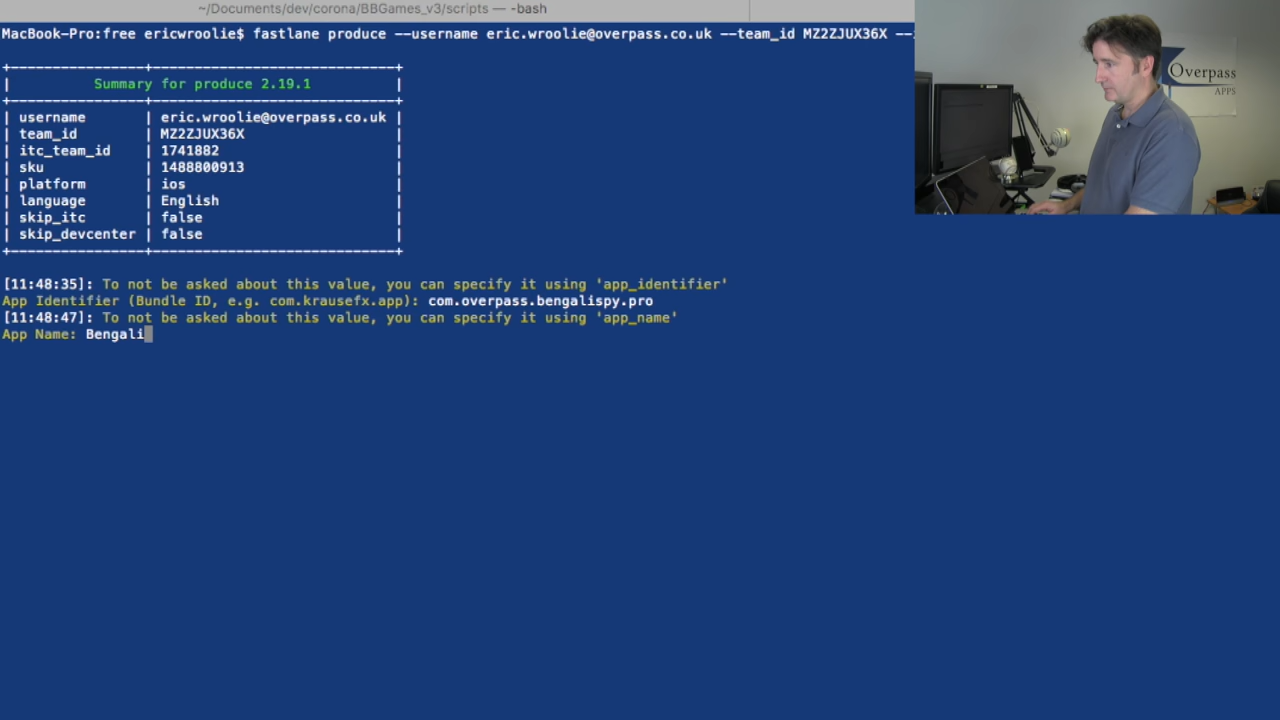 ~/Documents/dev/corona/BBGames_v3/scripts — -bash
MacBook-Pro:free ericwroolie$ fastlane produce --username eric.wroolie@overpass.co.uk --team_id MZ2ZJUX36X --
Summary for produce 2.19.1
username | eric.wroolie@overpass.co.uk
team_id | MZ2ZJUX36X
itc_team_id | 1741882
sku | 1488800913
platform | ios
language | English
skip_itc | false
skip_devcenter | false
[11:48:35]: To not be asked about this value, you can specify it using 'app_identifier'
App Identifier (Bundle ID, e.g. com.krausefx.app): com.overpass.bengalispy.pro
[11:48:47]: To not be asked about this value, you can specify it using 'app_name'
App Name: Bengali
Overpass
APPS